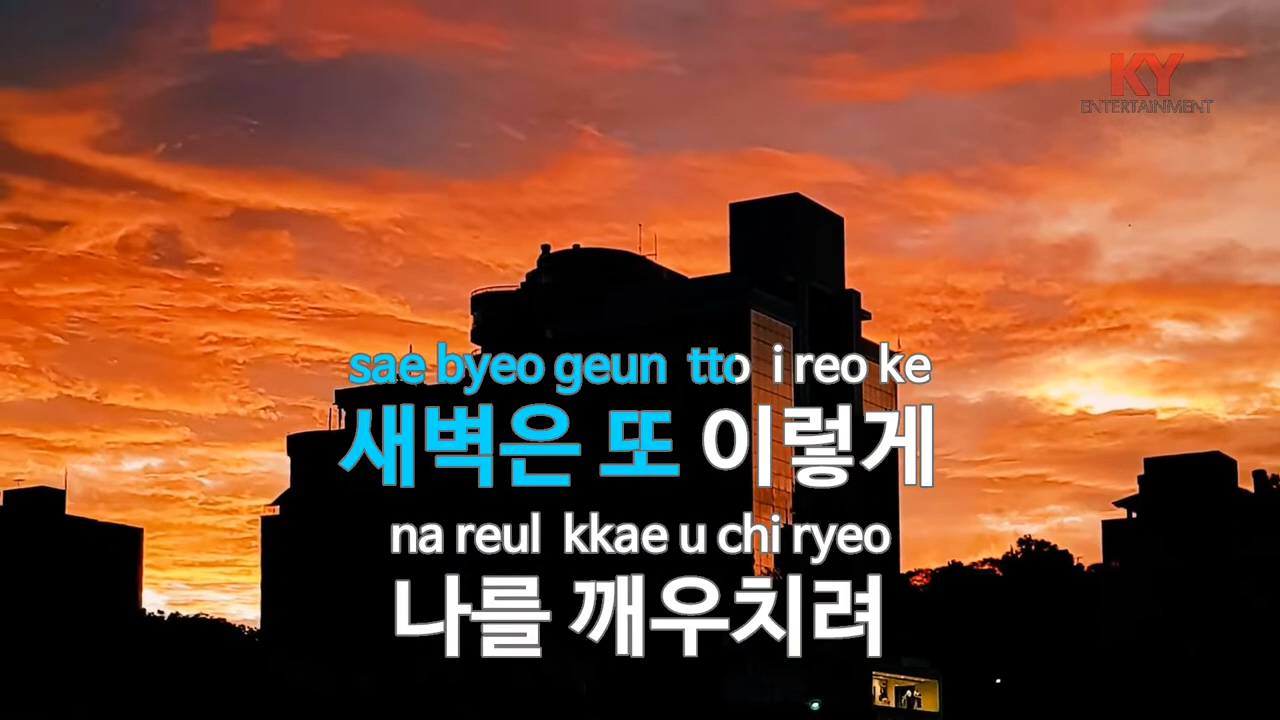 KY
ENTERTAINMENT
sae byeo geun tto i reo ke
새벽은 또 이렇게
na reul kkae u chi ryeo
나를 깨우치려